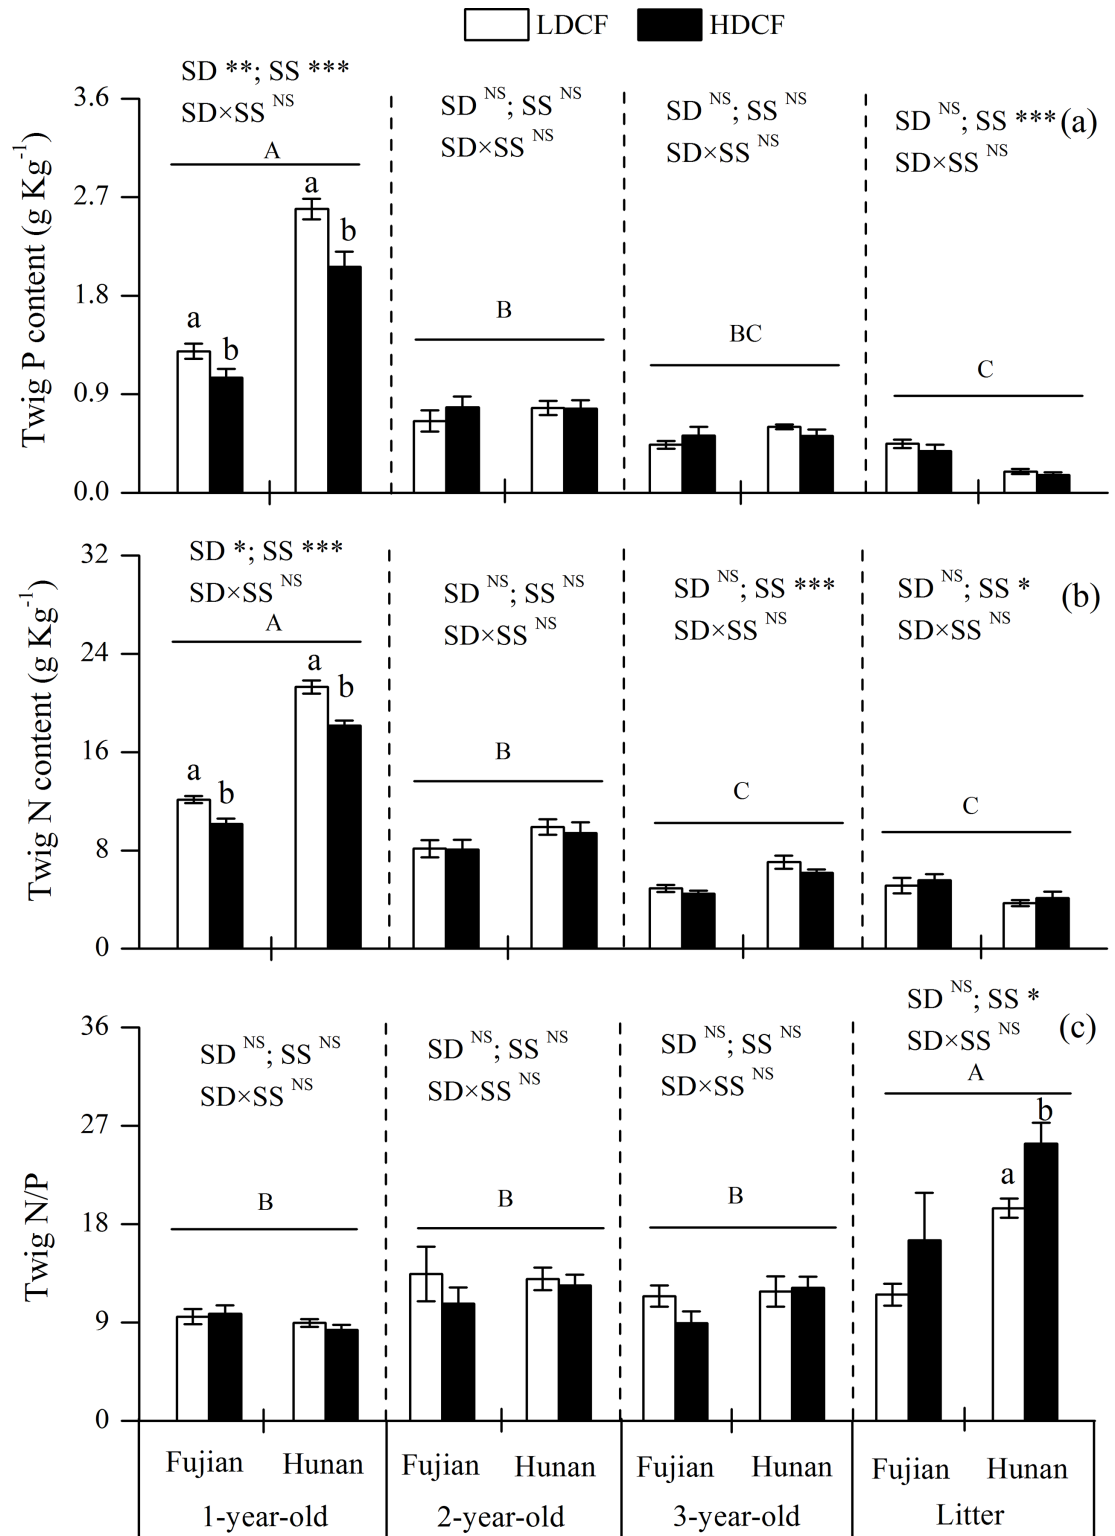 LDCF HDCF
SD **; SS ***
SD×SS NS
A
a
b
a
b
SD NS; SS NS
SD×SS NS
B
SD NS; SS NS
SD×SS NS
BC
SD NS; SS ***
SD×SS NS
C
(a)
3.6
2.7
1.8
0.9
0.0
Twig P content (g Kg-1)
SD *; SS ***
SD×SS NS
A
a
b
a
b
SD NS; SS NS
SD×SS NS
B
SD NS; SS ***
SD×SS NS
C
SD NS; SS *
SD×SS NS
C
(b)
32
24
16
8
0
Twig N content (g Kg-1)
SD NS; SS NS
SD×SS NS
B
SD NS; SS NS
SD×SS NS
B
SD NS; SS NS
SD×SS NS
B
SD NS; SS *
SD×SS NS
A
a
b
(c)
36
27
18
9
0
Twig N/P
Fujian Hunan Fujian Hunan Fujian Hunan Fujian Hunan
1-year-old 2-year-old 3-year-old Litter